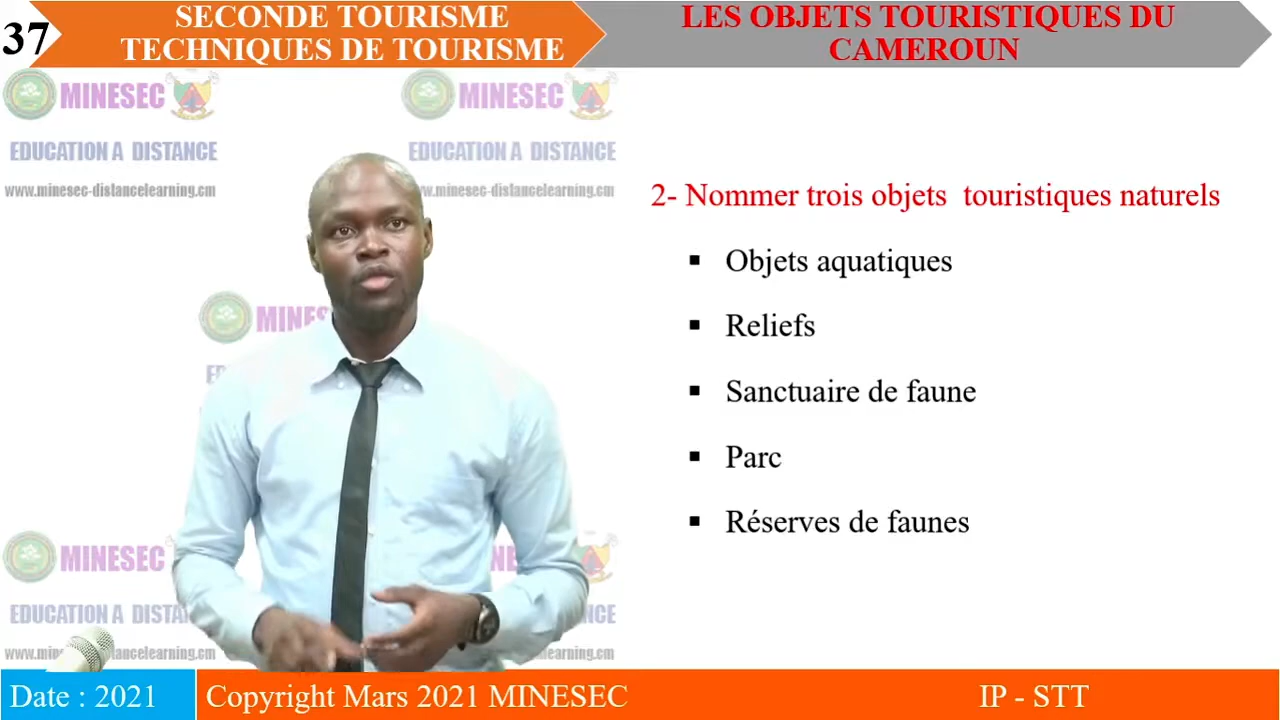 37
SECONDE TOURISME
TECHNIQUES DE TOURISME
LES OBJETS TOURISTIQUES DU
CAMEROUN
MINESEC
MINESEC
EDUCATION A DISTANCE
EDUCATION A DISTANCE
www.minesec-distancelearning.cm
www.minesec-distancelearning.cm
2- Nommer trois objets touristiques naturels
▪ Objets aquatiques
▪ Reliefs
▪ Sanctuaire de faune
▪ Parc
▪ Réserves de faunes
MINESEC
EDUCATION A DISTA
Date : 2021
Copyright Mars 2021 MINESEC
IP - STT